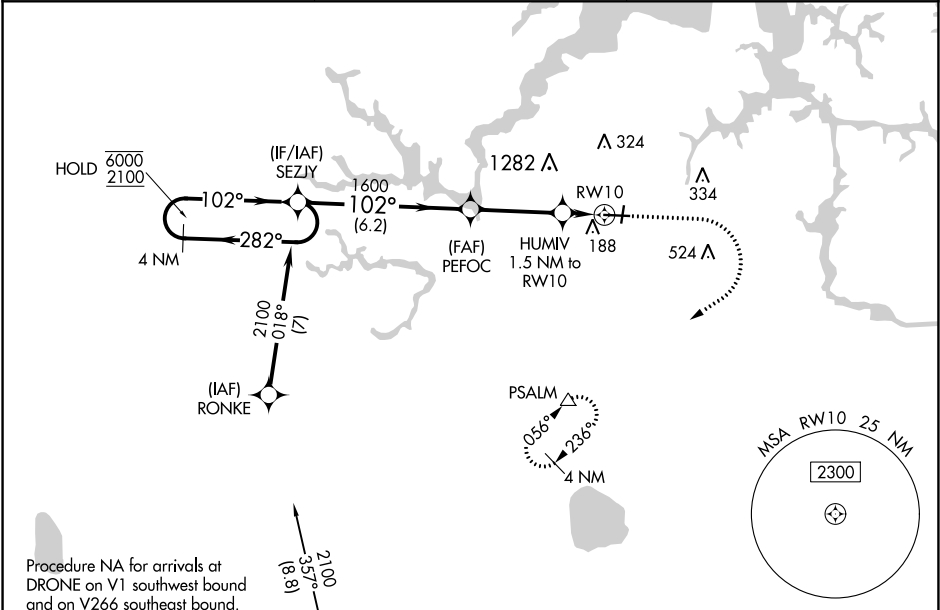 HOLD 6000
2100
(IF/IAF)
SEZJY
102°
282°
4 NM
1600
102°
(6.2)
(FAF)
PEFOC
HUMIV
1.5 NM to
RW10
RW10
1282
324
334
188
524
2100
018°
(7)
(IAF)
RONKE
PSALM
056°
236°
4 NM
MSA RW10 25 NM
2300
2100
357°
(8.8)
Procedure NA for arrivals at
DRONE on V1 southwest bound
and on V266 southeast bound.